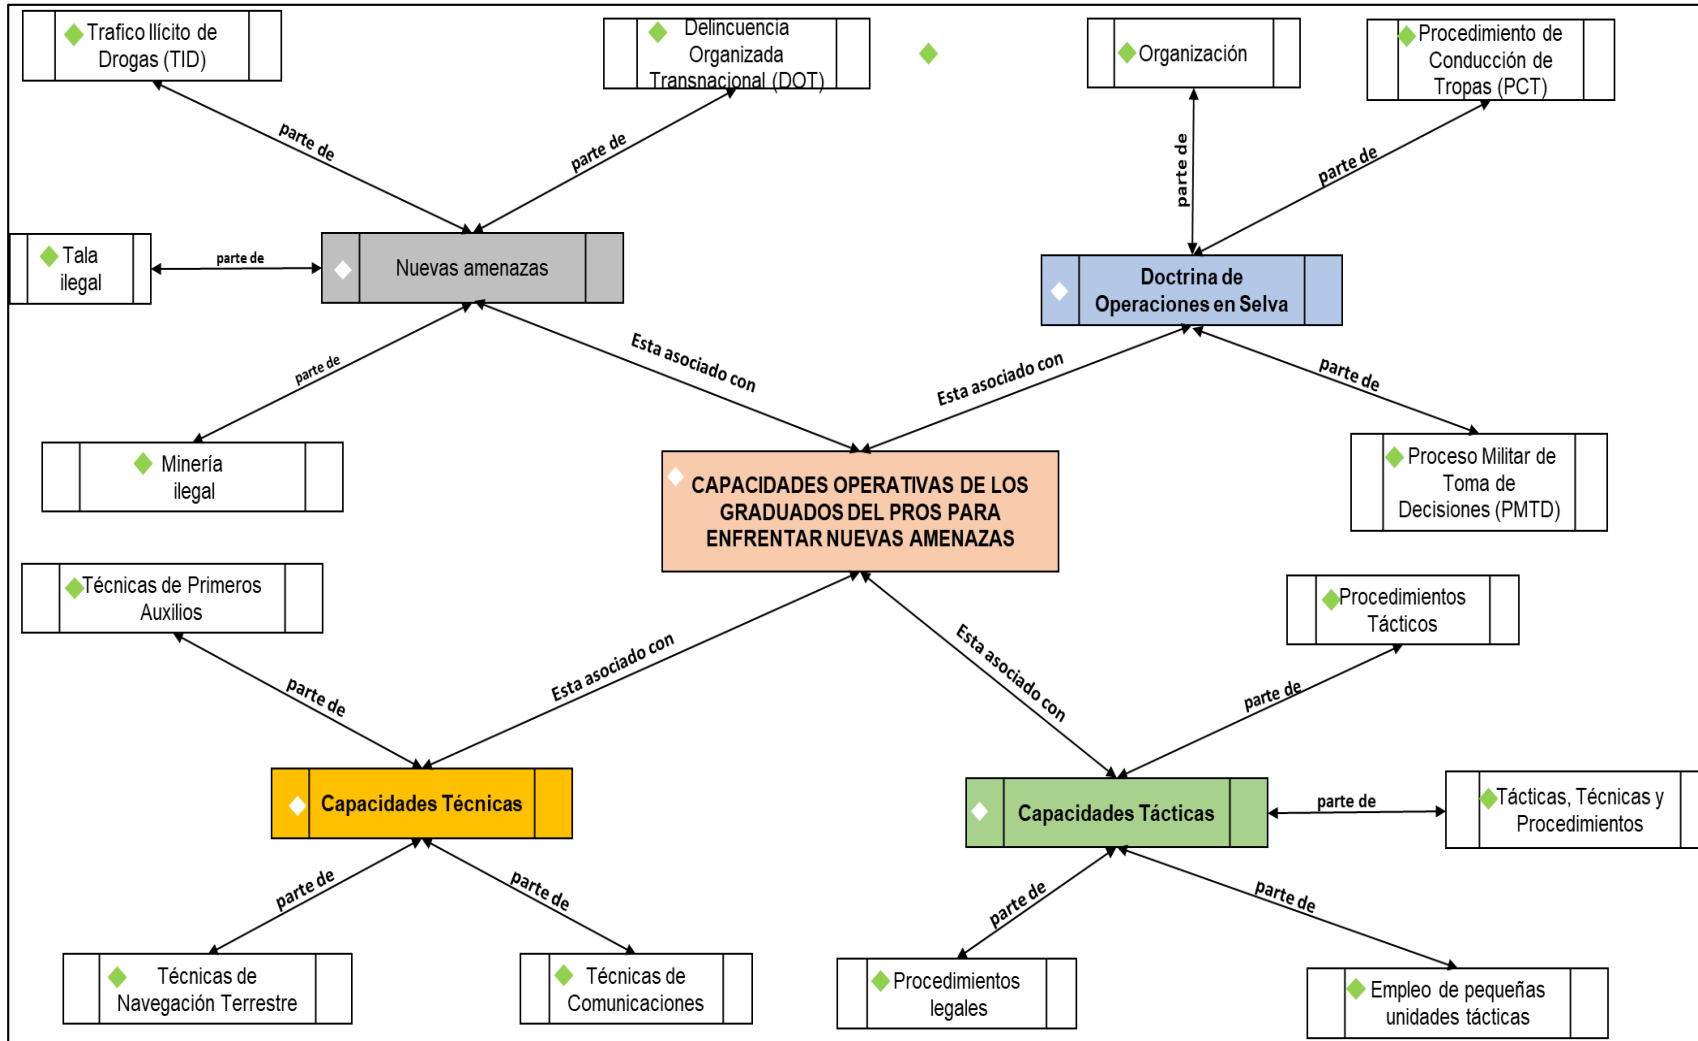 Trafico Ilícito de
Drogas (TID)
Delincuencia
Organizada
Transnacional (DOT)
Organización
Procedimiento de
Conducción de
Tropas (PCT)
parte de
parte de
parte de
parte de
Tala
ilegal
parte de
Nuevas amenazas
Doctrina de
Operaciones en Selva
parte de
Esta asociado con
Esta asociado con
parte de
Minería
ilegal
CAPACIDADES OPERATIVAS DE LOS
GRADUADOS DEL PROS PARA
ENFRENTAR NUEVAS AMENAZAS
Proceso Militar de
Toma de
Decisiones (PMTD)
Técnicas de Primeros
Auxilios
Procedimientos
Tácticos
parte de
Esta asociado con
Esta asociado con
parte de
Capacidades Técnicas
Capacidades Tácticas
parte de
Tácticas, Técnicas y
Procedimientos
parte de
parte de
parte de
parte de
Técnicas de
Navegación Terrestre
Técnicas de
Comunicaciones
Procedimientos
legales
Empleo de pequeñas
unidades tácticas